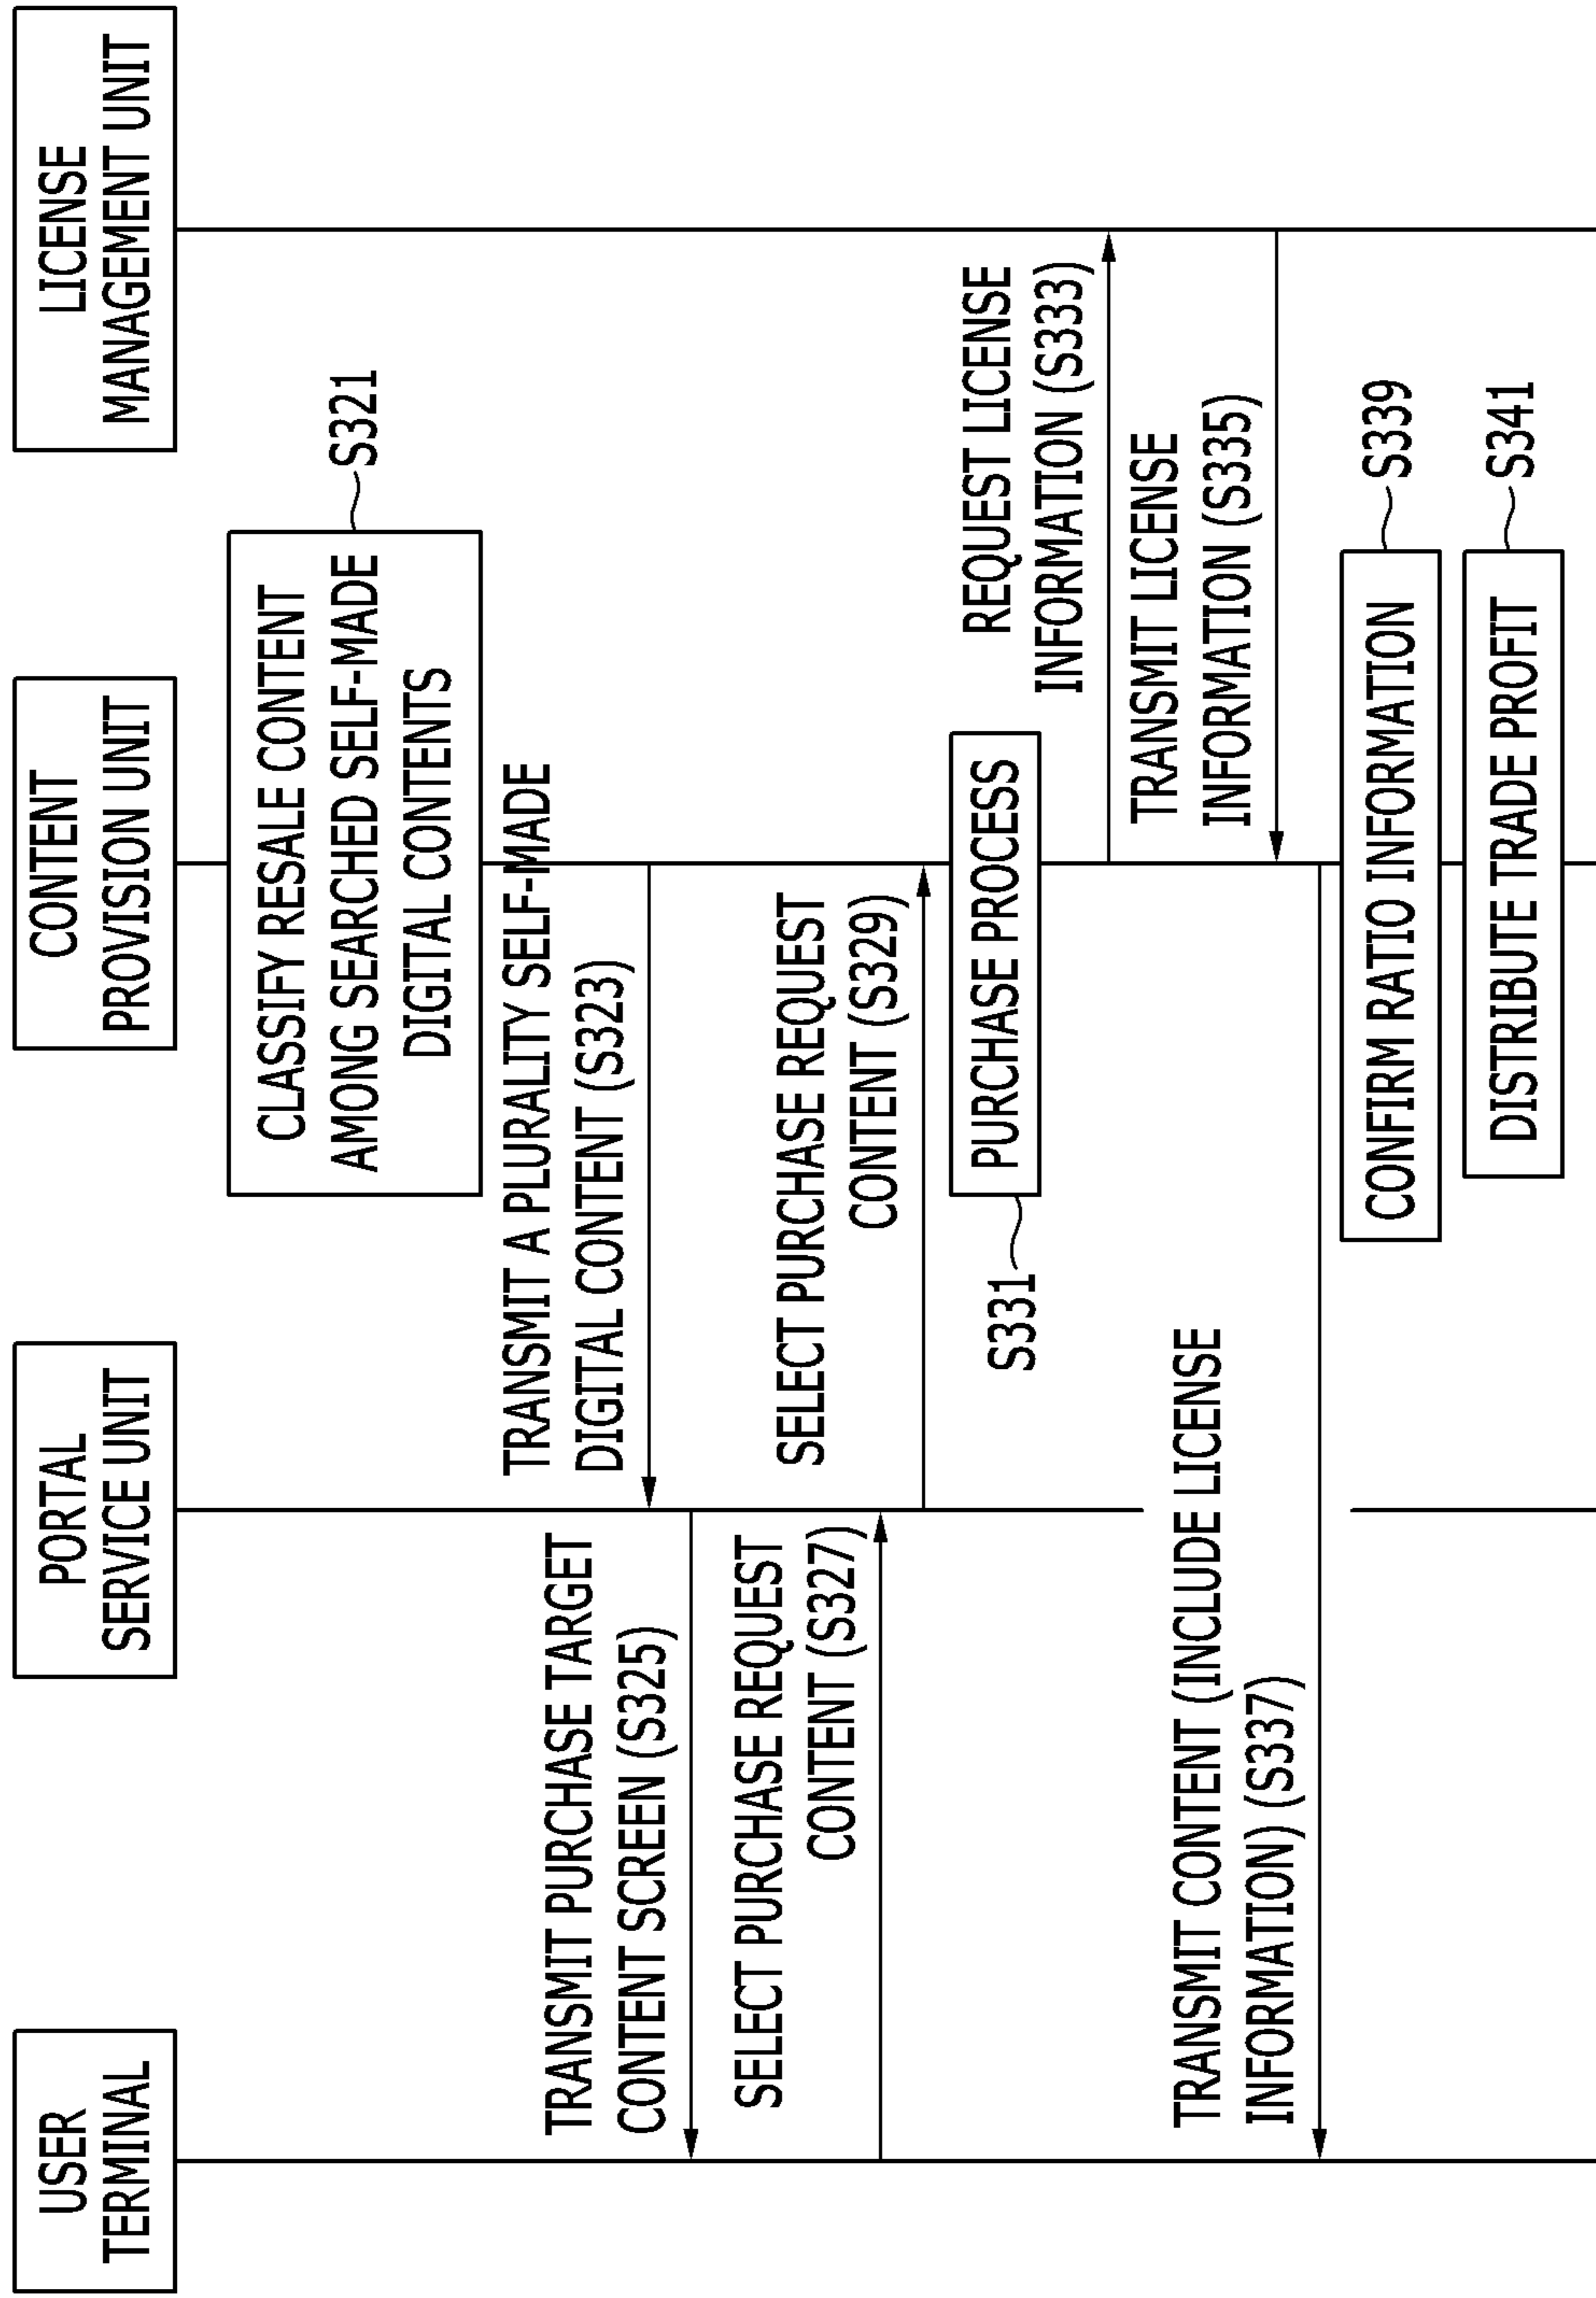 USER
TERMINAL
PORTAL
SERVICE UNIT
CONTENT
PROVISION UNIT
LICENSE
MANAGEMENT UNIT
CLASSIFY RESALE CONTENT
AMONG SEARCHED SELF-MADE
DIGITAL CONTENTS
S321
TRANSMIT A PLURALITY SELF-MADE
DIGITAL CONTENT (S323)
TRANSMIT PURCHASE TARGET
CONTENT SCREEN (S325)
SELECT PURCHASE REQUEST
CONTENT (S327)
SELECT PURCHASE REQUEST
CONTENT (S329)
S331
PURCHASE PROCESS
REQUEST LICENSE
INFORMATION (S333)
TRANSMIT LICENSE
INFORMATION (S335)
TRANSMIT CONTENT (INCLUDE LICENSE
INFORMATION) (S337)
CONFIRM RATIO INFORMATION
S339
DISTRIBUTE TRADE PROFIT
S341